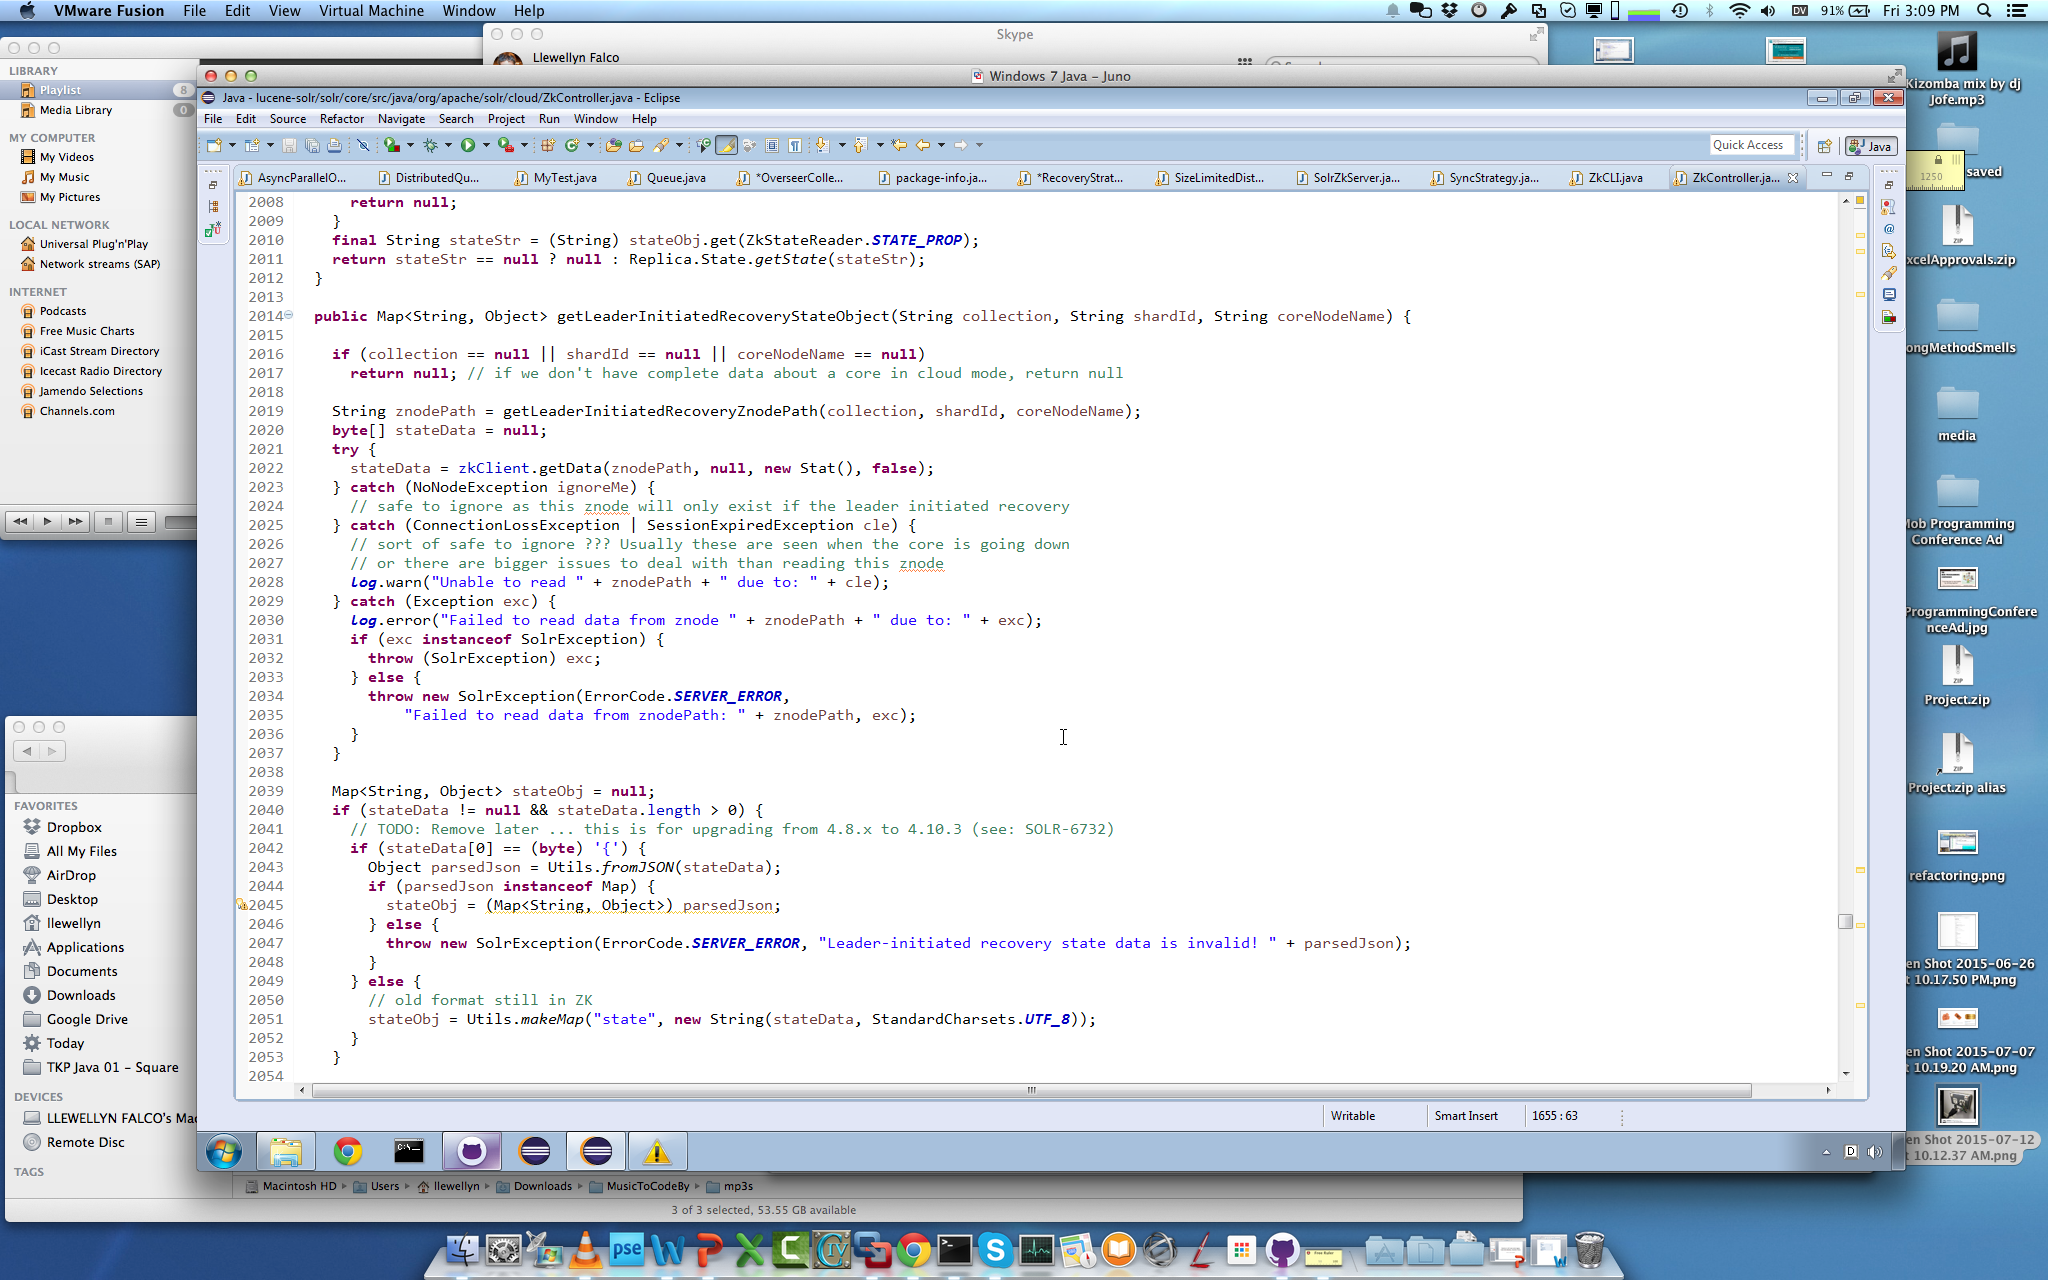 VMware Fusion File Edit View Virtual Machine Window Help
DV 91% Fri 3:09 PM
Skype
Llewellyn Falco
LIBRARY
Playlist 8
Media Library 0
MY COMPUTER
My Videos
My Music
My Pictures
LOCAL NETWORK
Universal Plug'n'Play
Network streams (SAP)
INTERNET
Podcasts
Free Music Charts
iCast Stream Directory
Icecast Radio Directory
Jamendo Selections
Channels.com
Windows 7 Java – Juno
Java - lucene-solr/solr/core/src/java/org/apache/solr/cloud/ZkController.java - Eclipse
File Edit Source Refactor Navigate Search Project Run Window Help
Quick Access Java
AsyncParallelO... DistributedQu... MyTest.java Queue.java *OverseerColle... package-info.ja... *RecoveryStrat... SizeLimitedDist... SolrZkServer.ja... SyncStrategy.ja... ZkCLI.java ZkController.ja...
2008 return null;
2009 }
2010 final String stateStr = (String) stateObj.get(ZkStateReader.STATE_PROP);
2011 return stateStr == null ? null : Replica.State.getState(stateStr);
2012 }
2013
2014 public Map<String, Object> getLeaderInitiatedRecoveryStateObject(String collection, String shardId, String coreNodeName) {
2015
2016 if (collection == null || shardId == null || coreNodeName == null)
2017 return null; // if we don't have complete data about a core in cloud mode, return null
2018
2019 String znodePath = getLeaderInitiatedRecoveryZnodePath(collection, shardId, coreNodeName);
2020 byte[] stateData = null;
2021 try {
2022 stateData = zkClient.getData(znodePath, null, new Stat(), false);
2023 } catch (NoNodeException ignoreMe) {
2024 // safe to ignore as this znode will only exist if the leader initiated recovery
2025 } catch (ConnectionLossException | SessionExpiredException cle) {
2026 // sort of safe to ignore ??? Usually these are seen when the core is going down
2027 // or there are bigger issues to deal with than reading this znode
2028 log.warn("Unable to read " + znodePath + " due to: " + cle);
2029 } catch (Exception exc) {
2030 log.error("Failed to read data from znode " + znodePath + " due to: " + exc);
2031 if (exc instanceof SolrException) {
2032 throw (SolrException) exc;
2033 } else {
2034 throw new SolrException(ErrorCode.SERVER_ERROR,
2035 "Failed to read data from znodePath: " + znodePath, exc);
2036 }
2037 }
2038
2039 Map<String, Object> stateObj = null;
2040 if (stateData != null && stateData.length > 0) {
2041 // TODO: Remove later ... this is for upgrading from 4.8.x to 4.10.3 (see: SOLR-6732)
2042 if (stateData[0] == (byte) '{') {
2043 Object parsedJson = Utils.fromJSON(stateData);
2044 if (parsedJson instanceof Map) {
2045 stateObj = (Map<String, Object>) parsedJson;
2046 } else {
2047 throw new SolrException(ErrorCode.SERVER_ERROR, "Leader-initiated recovery state data is invalid! " + parsedJson);
2048 }
2049 } else {
2050 // old format still in ZK
2051 stateObj = Utils.makeMap("state", new String(stateData, StandardCharsets.UTF_8));
2052 }
2053 }
2054
Writable Smart Insert 1655 : 63
D
FAVORITES
Dropbox
All My Files
AirDrop
Desktop
llewellyn
Applications
Documents
Downloads
Google Drive
Today
TKP Java 01 - Square
DEVICES
LLEWELLYN FALCO's Mac
Remote Disc
TAGS
Macintosh HD Users llewellyn Downloads MusicToCodeBy mp3s
3 of 3 selected, 53.55 GB available
Kizomba mix by dj
Jofe.mp3
saved
1250
ZIP
xcelApprovals.zip
ongMethodSmells
media
Mob Programming
Conference Ad
ProgrammingConfere
nceAd.jpg
ZIP
Project.zip
ZIP
Project.zip alias
refactoring.png
en Shot 2015-06-26
t 10.17.50 PM.png
en Shot 2015-07-07
t 10.19.20 AM.png
en Shot 2015-07-12
t 10.12.37 AM.png
pse